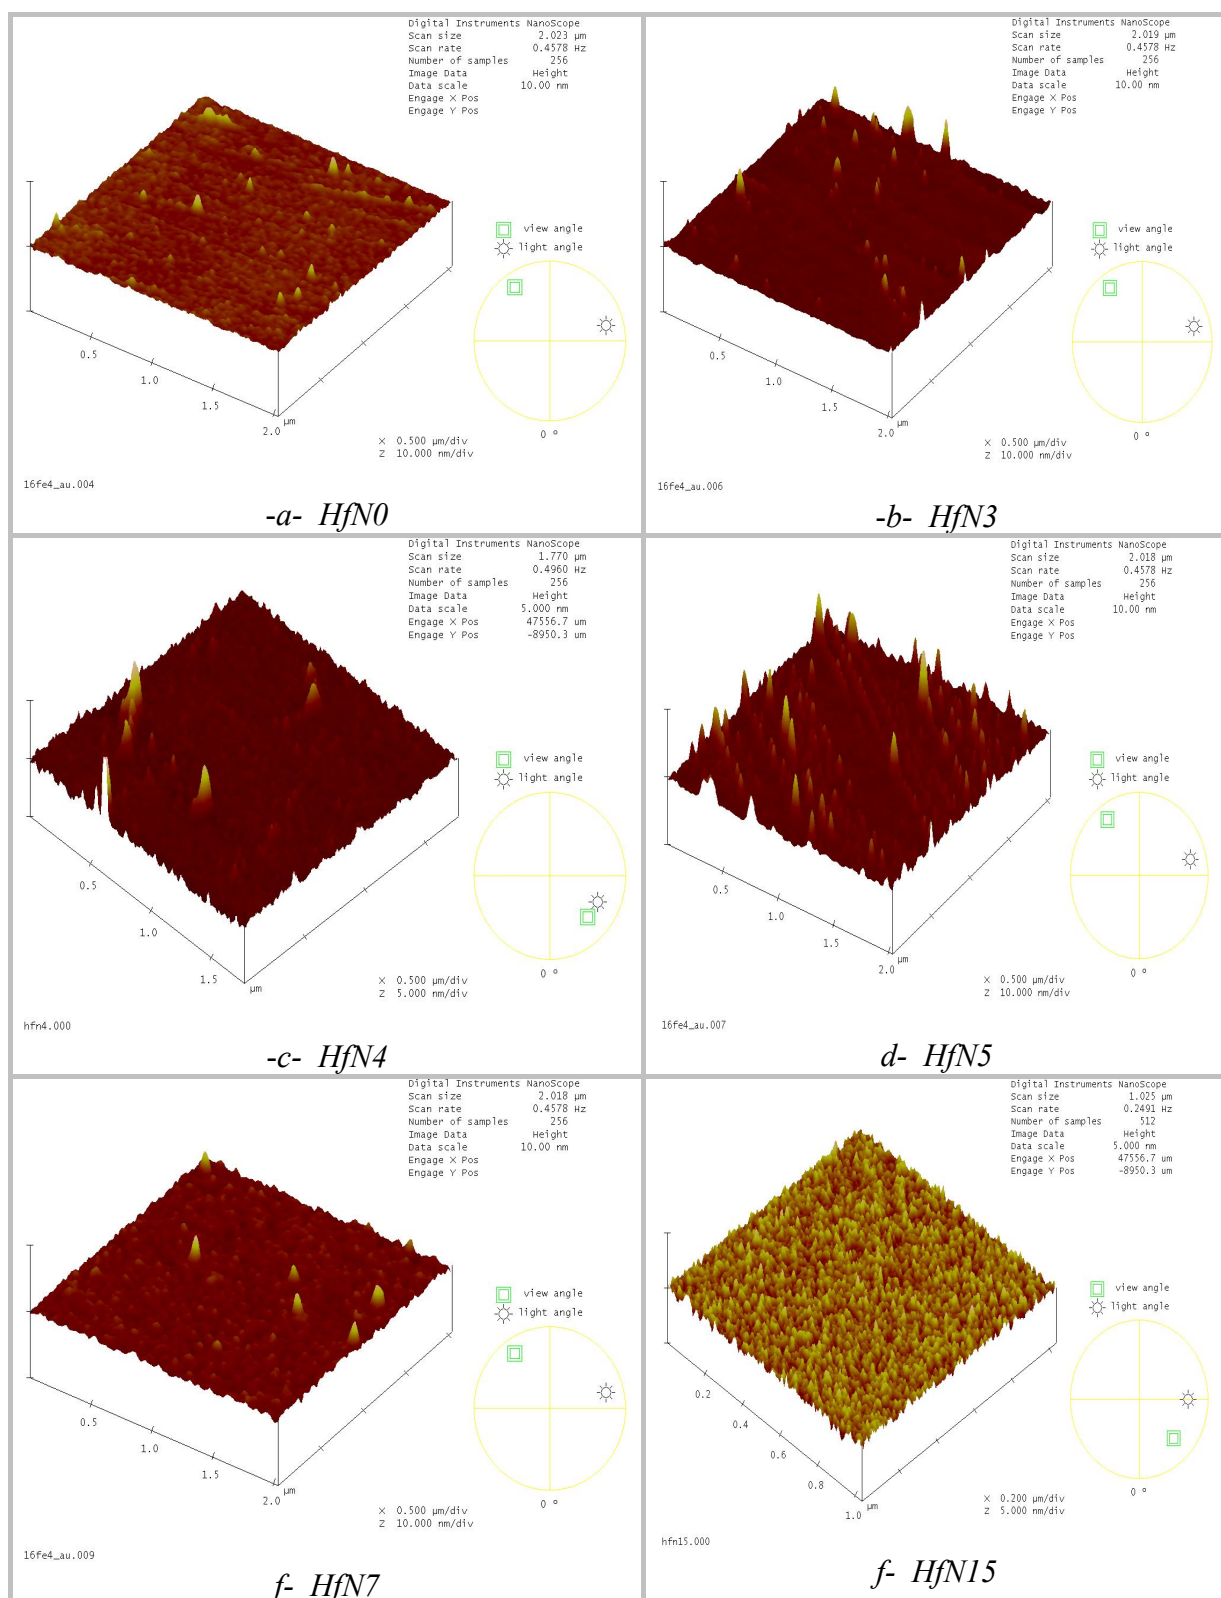 Digital Instruments NanoScope
Scan size 2.023 µm
Scan rate 0.4578 Hz
Number of samples 256
Image Data Height
Data scale 10.00 nm
Engage X Pos
Engage Y Pos
view angle
light angle
0.5
1.0
1.5
2.0
µm
0 º
X 0.500 µm/div
Z 10.000 nm/div
16fe4_au.004
-a- HfN0
Digital Instruments NanoScope
Scan size 2.019 µm
Scan rate 0.4578 Hz
Number of samples 256
Image Data Height
Data scale 10.00 nm
Engage X Pos
Engage Y Pos
view angle
light angle
0.5
1.0
1.5
2.0
µm
0 º
X 0.500 µm/div
Z 10.000 nm/div
16fe4_au.006
-b- HfN3
Digital Instruments NanoScope
Scan size 1.770 µm
Scan rate 0.4960 Hz
Number of samples 256
Image Data Height
Data scale 5.000 nm
Engage X Pos 47556.7 um
Engage Y Pos -8950.3 um
view angle
light angle
0.5
1.0
1.5
µm
0 º
X 0.500 µm/div
Z 5.000 nm/div
hfn4.000
-c- HfN4
Digital Instruments NanoScope
Scan size 2.018 µm
Scan rate 0.4578 Hz
Number of samples 256
Image Data Height
Data scale 10.00 nm
Engage X Pos
Engage Y Pos
view angle
light angle
0.5
1.0
1.5
2.0
µm
0 º
X 0.500 µm/div
Z 10.000 nm/div
16fe4_au.007
d- HfN5
Digital Instruments NanoScope
Scan size 2.018 µm
Scan rate 0.4578 Hz
Number of samples 256
Image Data Height
Data scale 10.00 nm
Engage X Pos
Engage Y Pos
view angle
light angle
0.5
1.0
1.5
2.0
µm
0 º
X 0.500 µm/div
Z 10.000 nm/div
16fe4_au.009
f- HfN7
Digital Instruments NanoScope
Scan size 1.025 µm
Scan rate 0.2491 Hz
Number of samples 512
Image Data Height
Data scale 5.000 nm
Engage X Pos 47556.7 um
Engage Y Pos -8950.3 um
view angle
light angle
0.2
0.4
0.6
0.8
1.0
µm
0 º
X 0.200 µm/div
Z 5.000 nm/div
hfn15.000
f- HfN15